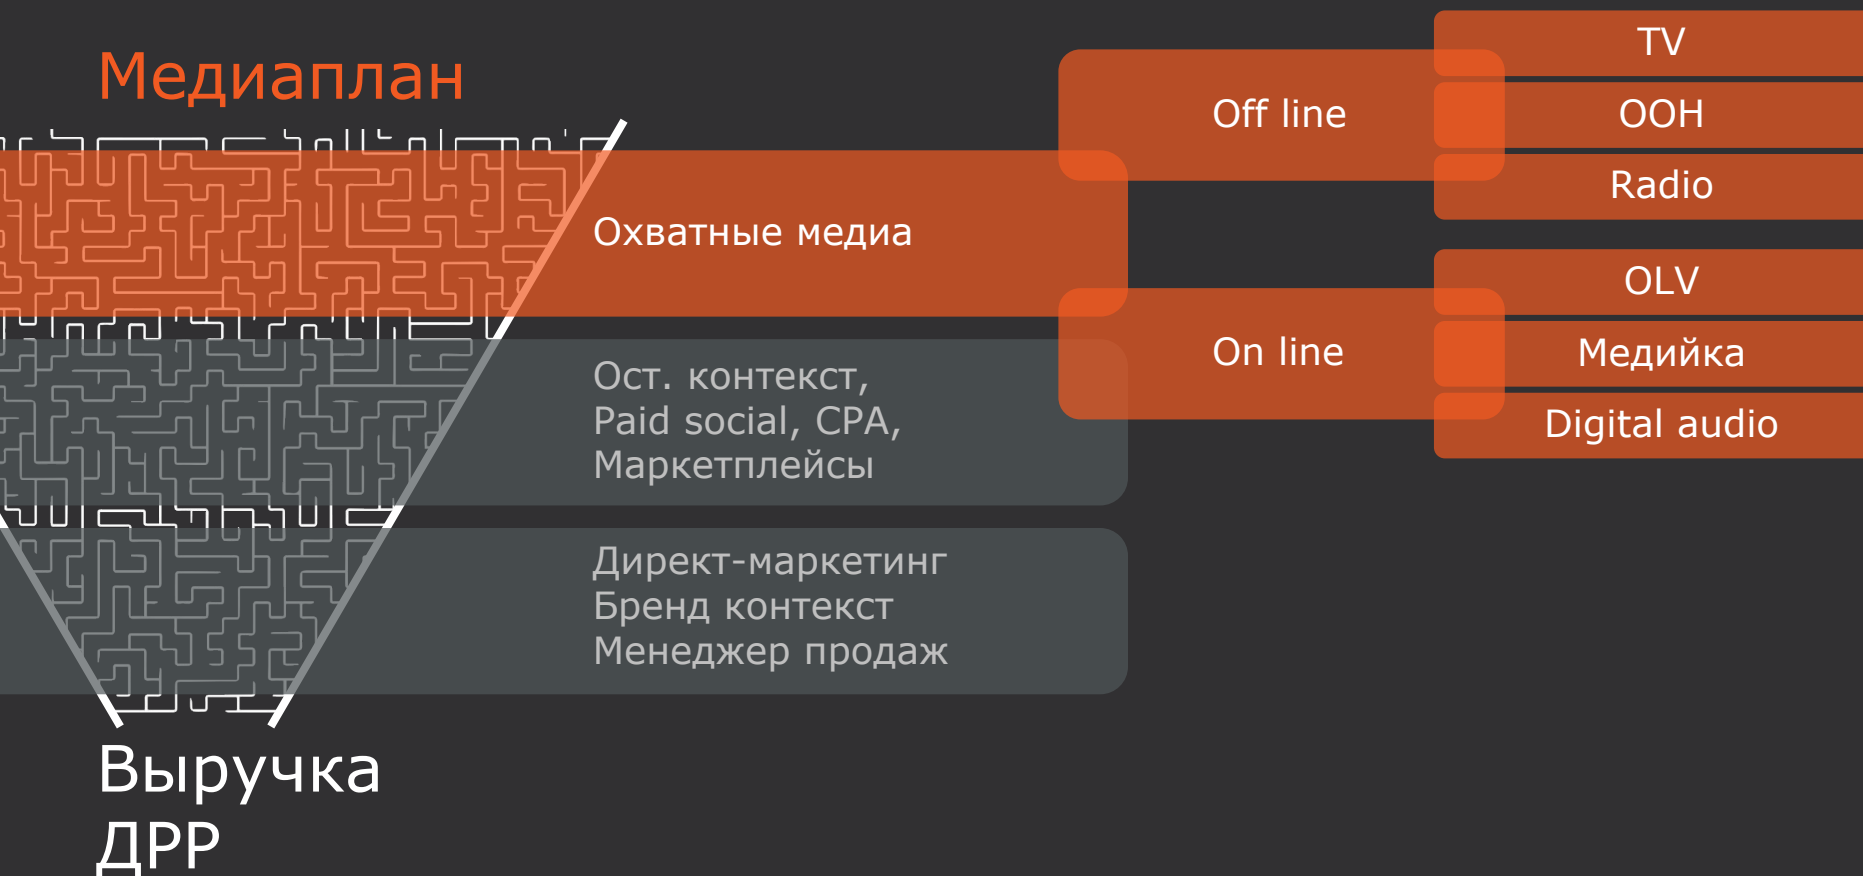 Медиаплан
Охватные медиа
Ост. контекст,
Paid social, CPA,
Маркетплейсы
Директ-маркетинг
Бренд контекст
Менеджер продаж
Off line
TV
OOH
Radio
On line
OLV
Медийка
Digital audio
Выручка
ДРР